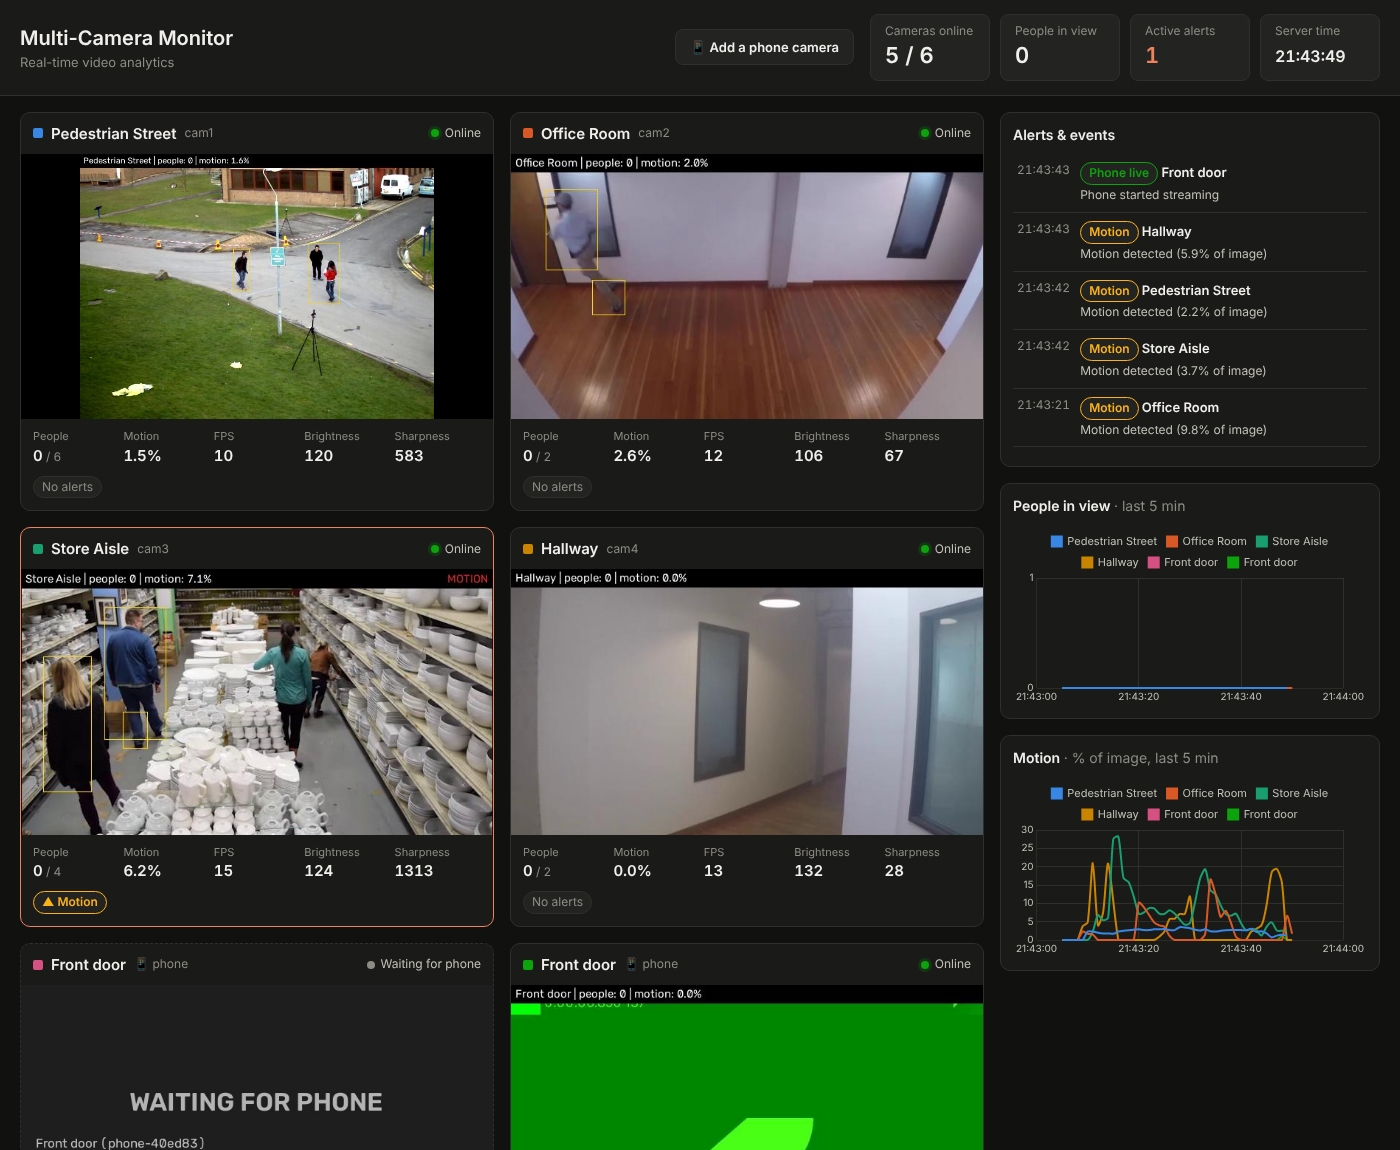 Multi-Camera Monitor
Real-time video analytics
Add a phone camera
Cameras online
5 / 6
People in view
0
Active alerts
1
Server time
21:43:49
Pedestrian Street cam1
Online
Pedestrian Street | people: 0 | motion: 1.6%
People Motion FPS Brightness Sharpness
0 / 6 1.5% 10 120 583
No alerts
Office Room cam2
Online
Office Room | people: 0 | motion: 2.0%
People Motion FPS Brightness Sharpness
0 / 2 2.6% 12 106 67
No alerts
Store Aisle cam3
Online
Store Aisle | people: 0 | motion: 7.1%
MOTION
People Motion FPS Brightness Sharpness
0 / 4 6.2% 15 124 1313
Motion
Hallway cam4
Online
Hallway | people: 0 | motion: 0.0%
People Motion FPS Brightness Sharpness
0 / 2 0.0% 13 132 28
No alerts
Front door phone
Waiting for phone
WAITING FOR PHONE
Front door (phone-40ed83)
Front door phone
Online
Front door | people: 0 | motion: 0.0%
Alerts & events
21:43:43 Phone live Front door
Phone started streaming
21:43:43 Motion Hallway
Motion detected (5.9% of image)
21:43:42 Motion Pedestrian Street
Motion detected (2.2% of image)
21:43:42 Motion Store Aisle
Motion detected (3.7% of image)
21:43:21 Motion Office Room
Motion detected (9.8% of image)
People in view · last 5 min
Pedestrian Street Office Room Store Aisle
Hallway Front door Front door
1
0
21:43:00 21:43:20 21:43:40 21:44:00
Motion · % of image, last 5 min
Pedestrian Street Office Room Store Aisle
Hallway Front door Front door
30
25
20
15
10
5
0
21:43:00 21:43:20 21:43:40 21:44:00